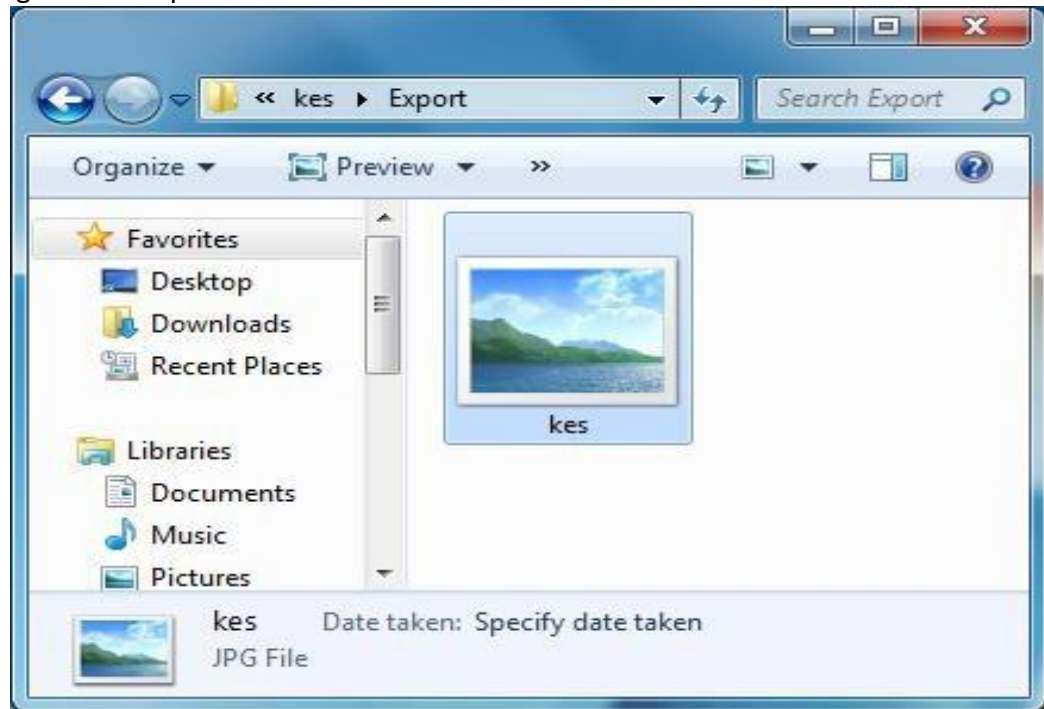 « kes ▸ Export Search Export
Organize Preview »
Favorites
Desktop
Downloads
Recent Places
Libraries
Documents
Music
Pictures
kes
kes Date taken: Specify date taken
JPG File